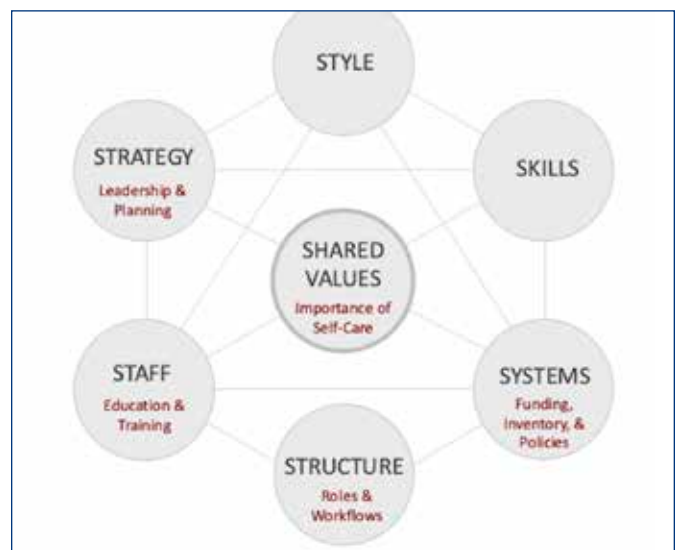 STYLE
STRATEGY
Leadership &
Planning
SKILLS
SHARED
VALUES
Importance of
Self-Care
STAFF
Education &
Training
SYSTEMS
Funding,
Inventory, &
Policies
STRUCTURE
Roles &
Workflows